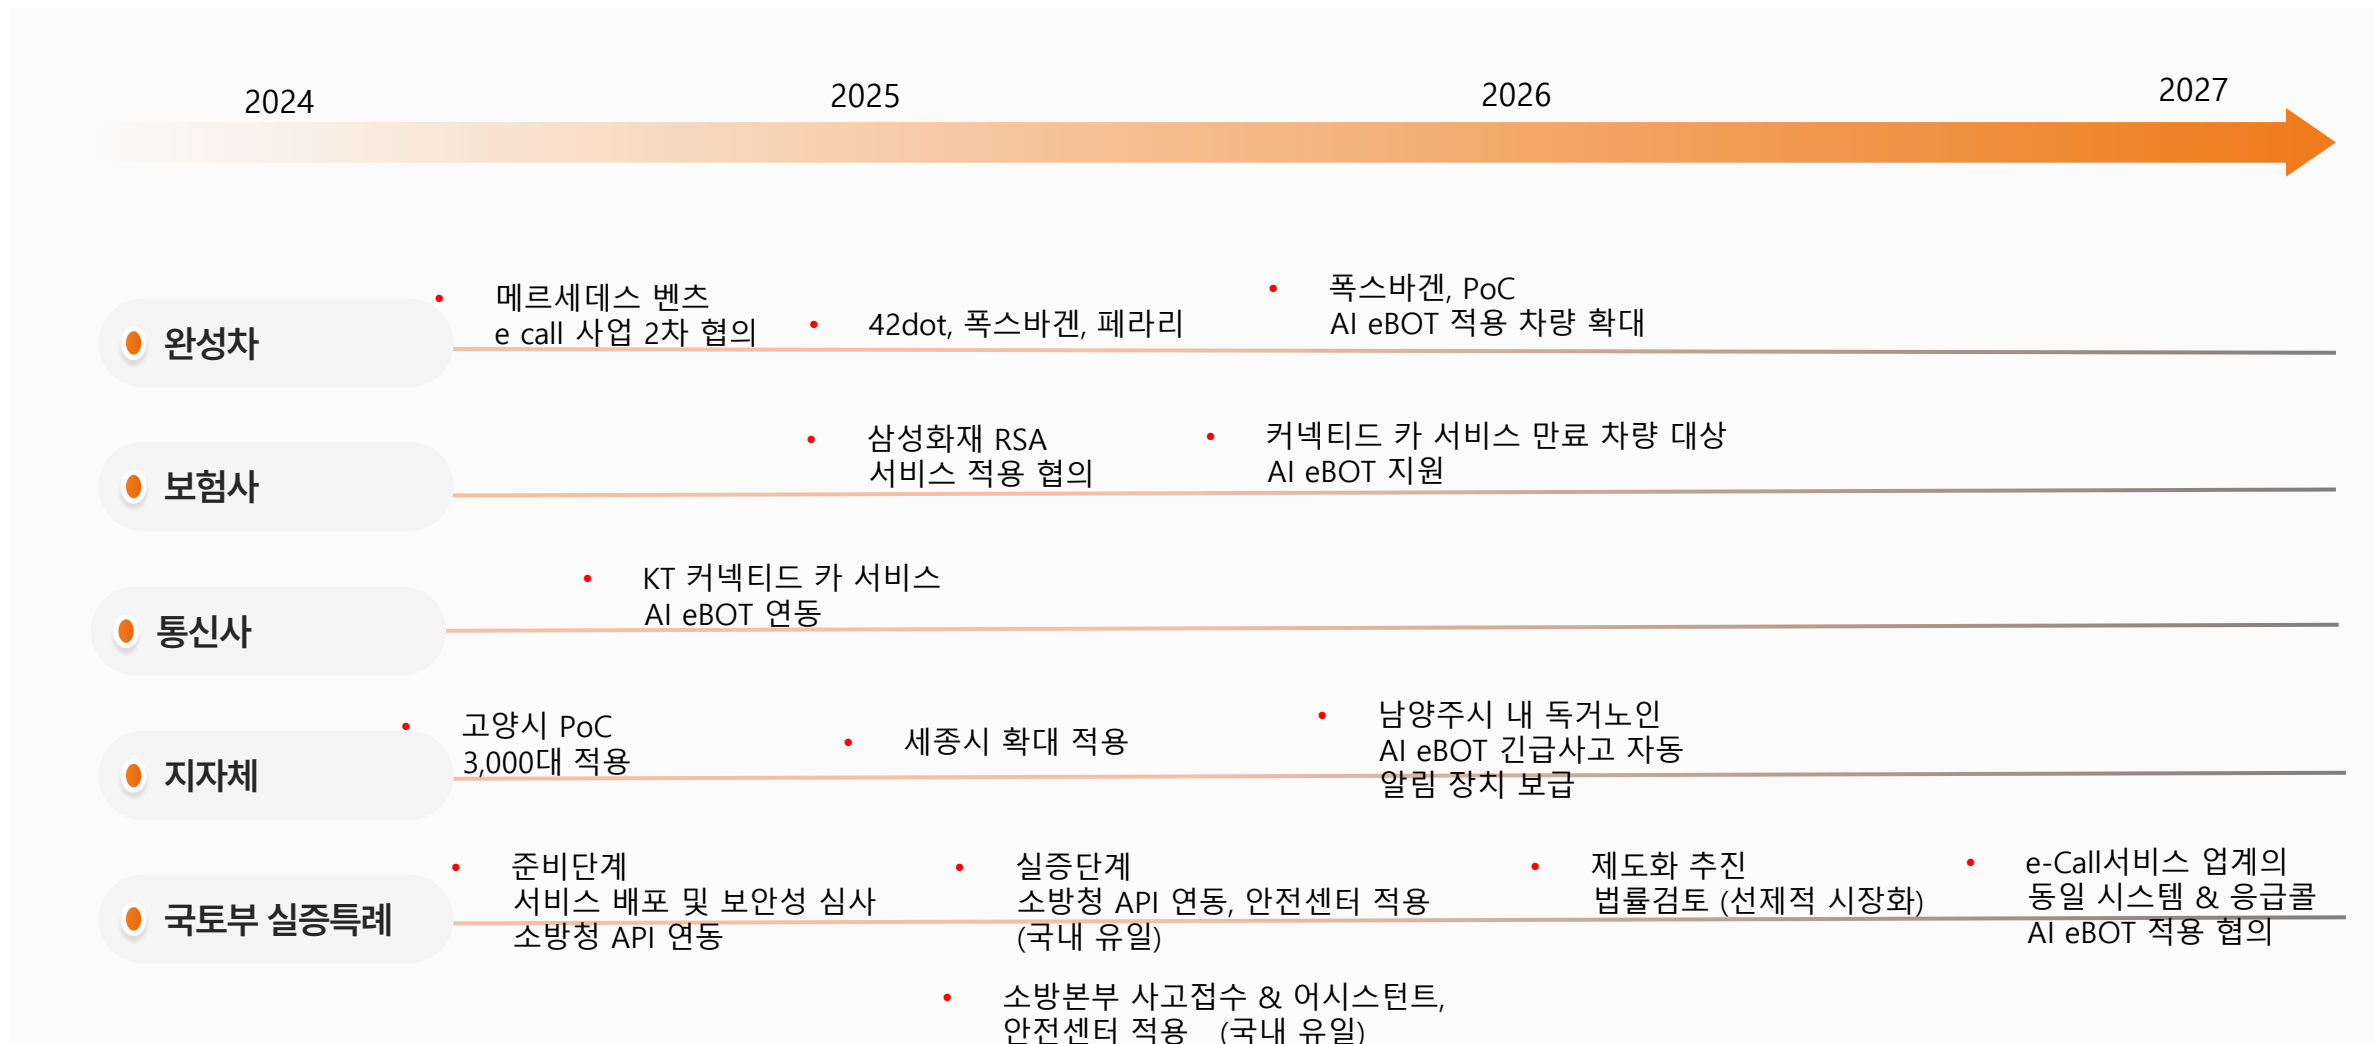 2024
2025
2026
2027
완성차
메르세데스 벤츠
e call 사업 2차 협의
42dot, 폭스바겐, 페라리
폭스바겐, PoC
AI eBOT 적용 차량 확대
보험사
삼성화재 RSA
서비스 적용 협의
커넥티드 카 서비스 만료 차량 대상
AI eBOT 지원
통신사
KT 커넥티드 카 서비스
AI eBOT 연동
지자체
고양시 PoC
3,000대 적용
세종시 확대 적용
남양주시 내 독거노인
AI eBOT 긴급사고 자동
알림 장치 보급
국토부 실증특례
준비단계
서비스 배포 및 보안성 심사
소방청 API 연동
실증단계
소방청 API 연동, 안전센터 적용
(국내 유일)
소방본부 사고접수 & 어시스턴트,
안전센터 적용 (국내 유일)
제도화 추진
법률검토 (선제적 시장화)
e-Call서비스 업계의
동일 시스템 & 응급콜
AI eBOT 적용 협의